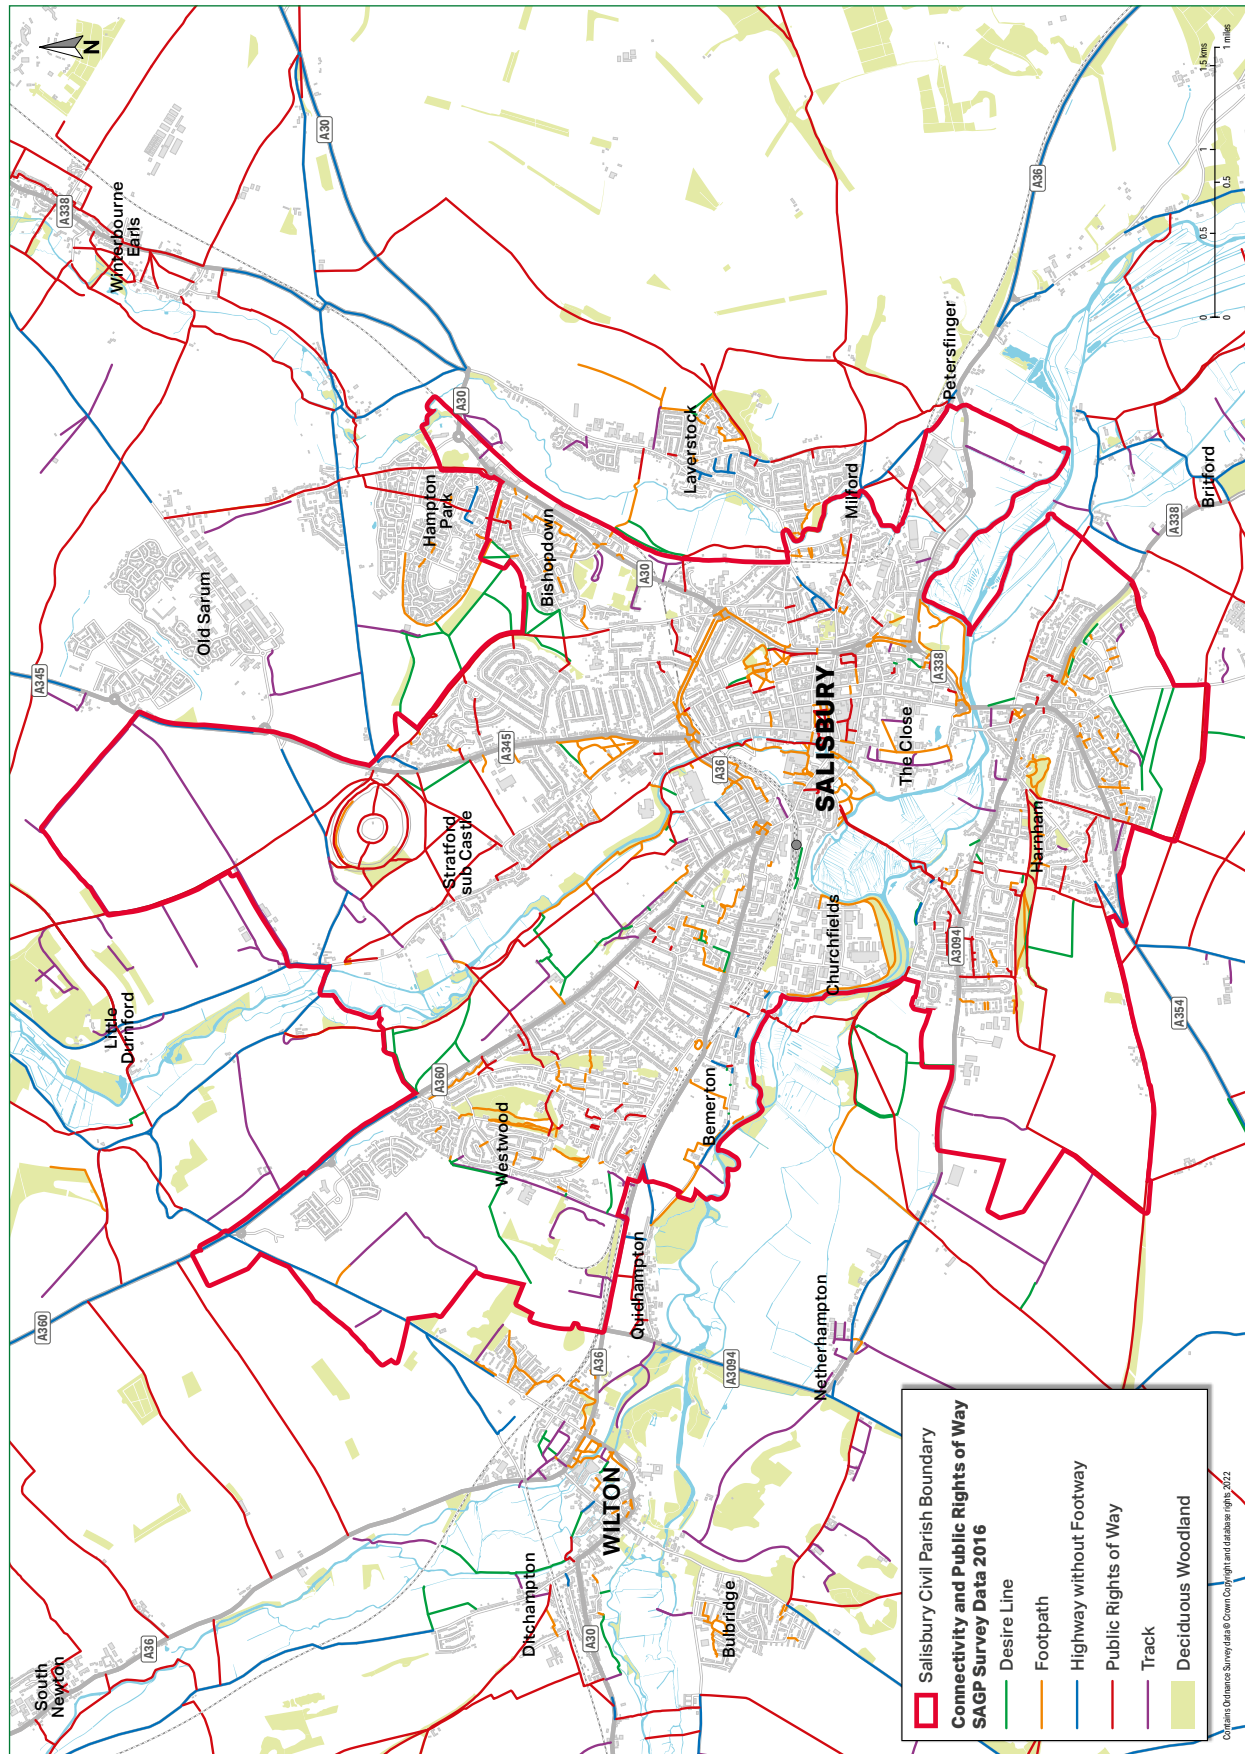 N
Winterbourne
Earls
A338
A30
A30
A36
1.5 kms
1 miles
1
0.5
0.5
0
0
Petersfinger
Laverstock
Milford
Britford
A338
Hampton
Park
Bishopdown
A30
Old Sarum
A345
A345
A338
SALISBURY
The Close
A36
Stratford
sub Castle
Harnham
Churchfields
A3094
A354
Little
Durnford
A360
Westwood
Bemerton
Quidhampton
Netherhampton
A360
A36
A3094
WILTON
Ditchampton
A30
Bulbridge
South
Newton
A36
Salisbury Civil Parish Boundary
Connectivity and Public Rights of Way
SAGP Survey Data 2016
Desire Line
Footpath
Highway without Footway
Public Rights of Way
Track
Deciduous Woodland
Contains Ordnance Survey data © Crown Copyright and database rights 2022